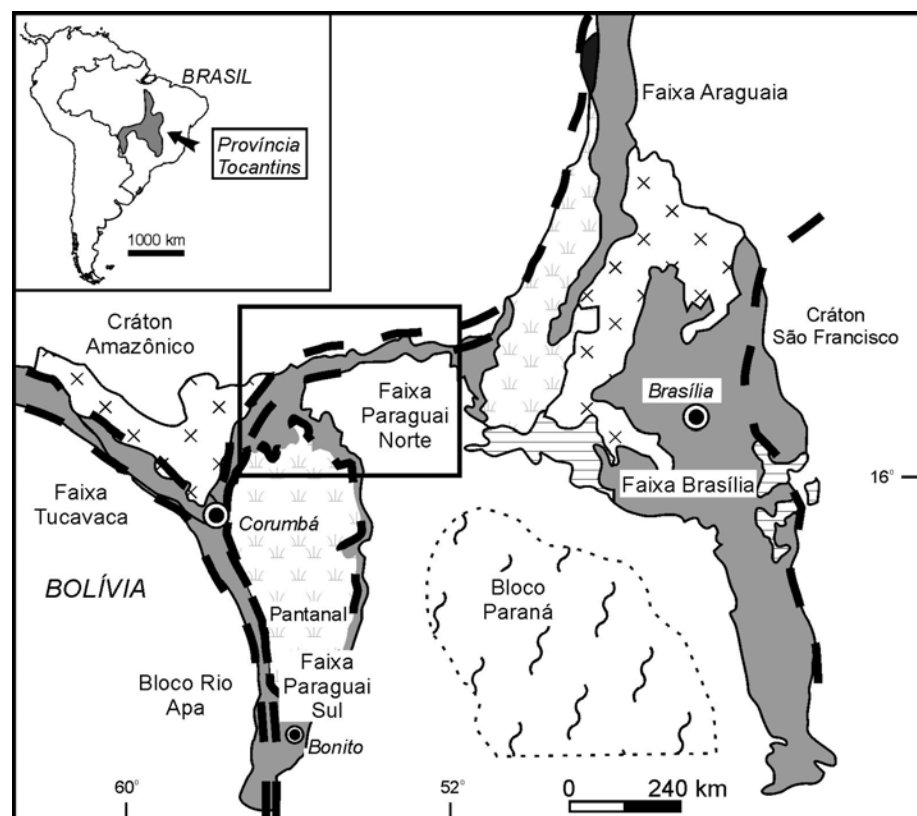 BRASIL
Província
Tocantins
1000 km
Faixa Araguaia
Cráton
Amazônico
Cráton
São Francisco
Faixa
Paraguai
Norte
Brasília
Faixa
Tucavaca
Faixa Brasília
16°
Corumbá
BOLÍVIA
Bloco
Paraná
Pantanal
Faixa
Paraguai
Sul
Bloco Rio
Apa
Bonito
60°
52°
0 240 km